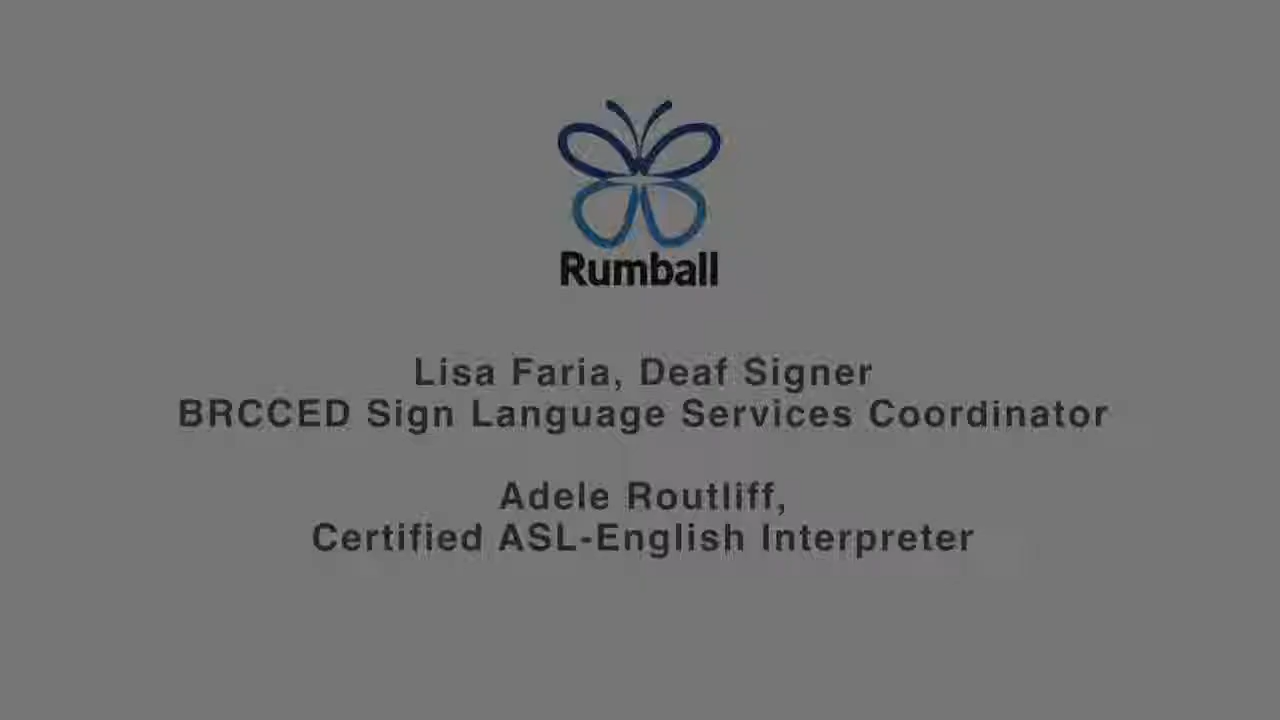 Rumball
Lisa Faria, Deaf Signer
BRCCED Sign Language Services Coordinator
Adele Routliff,
Certified ASL-English Interpreter